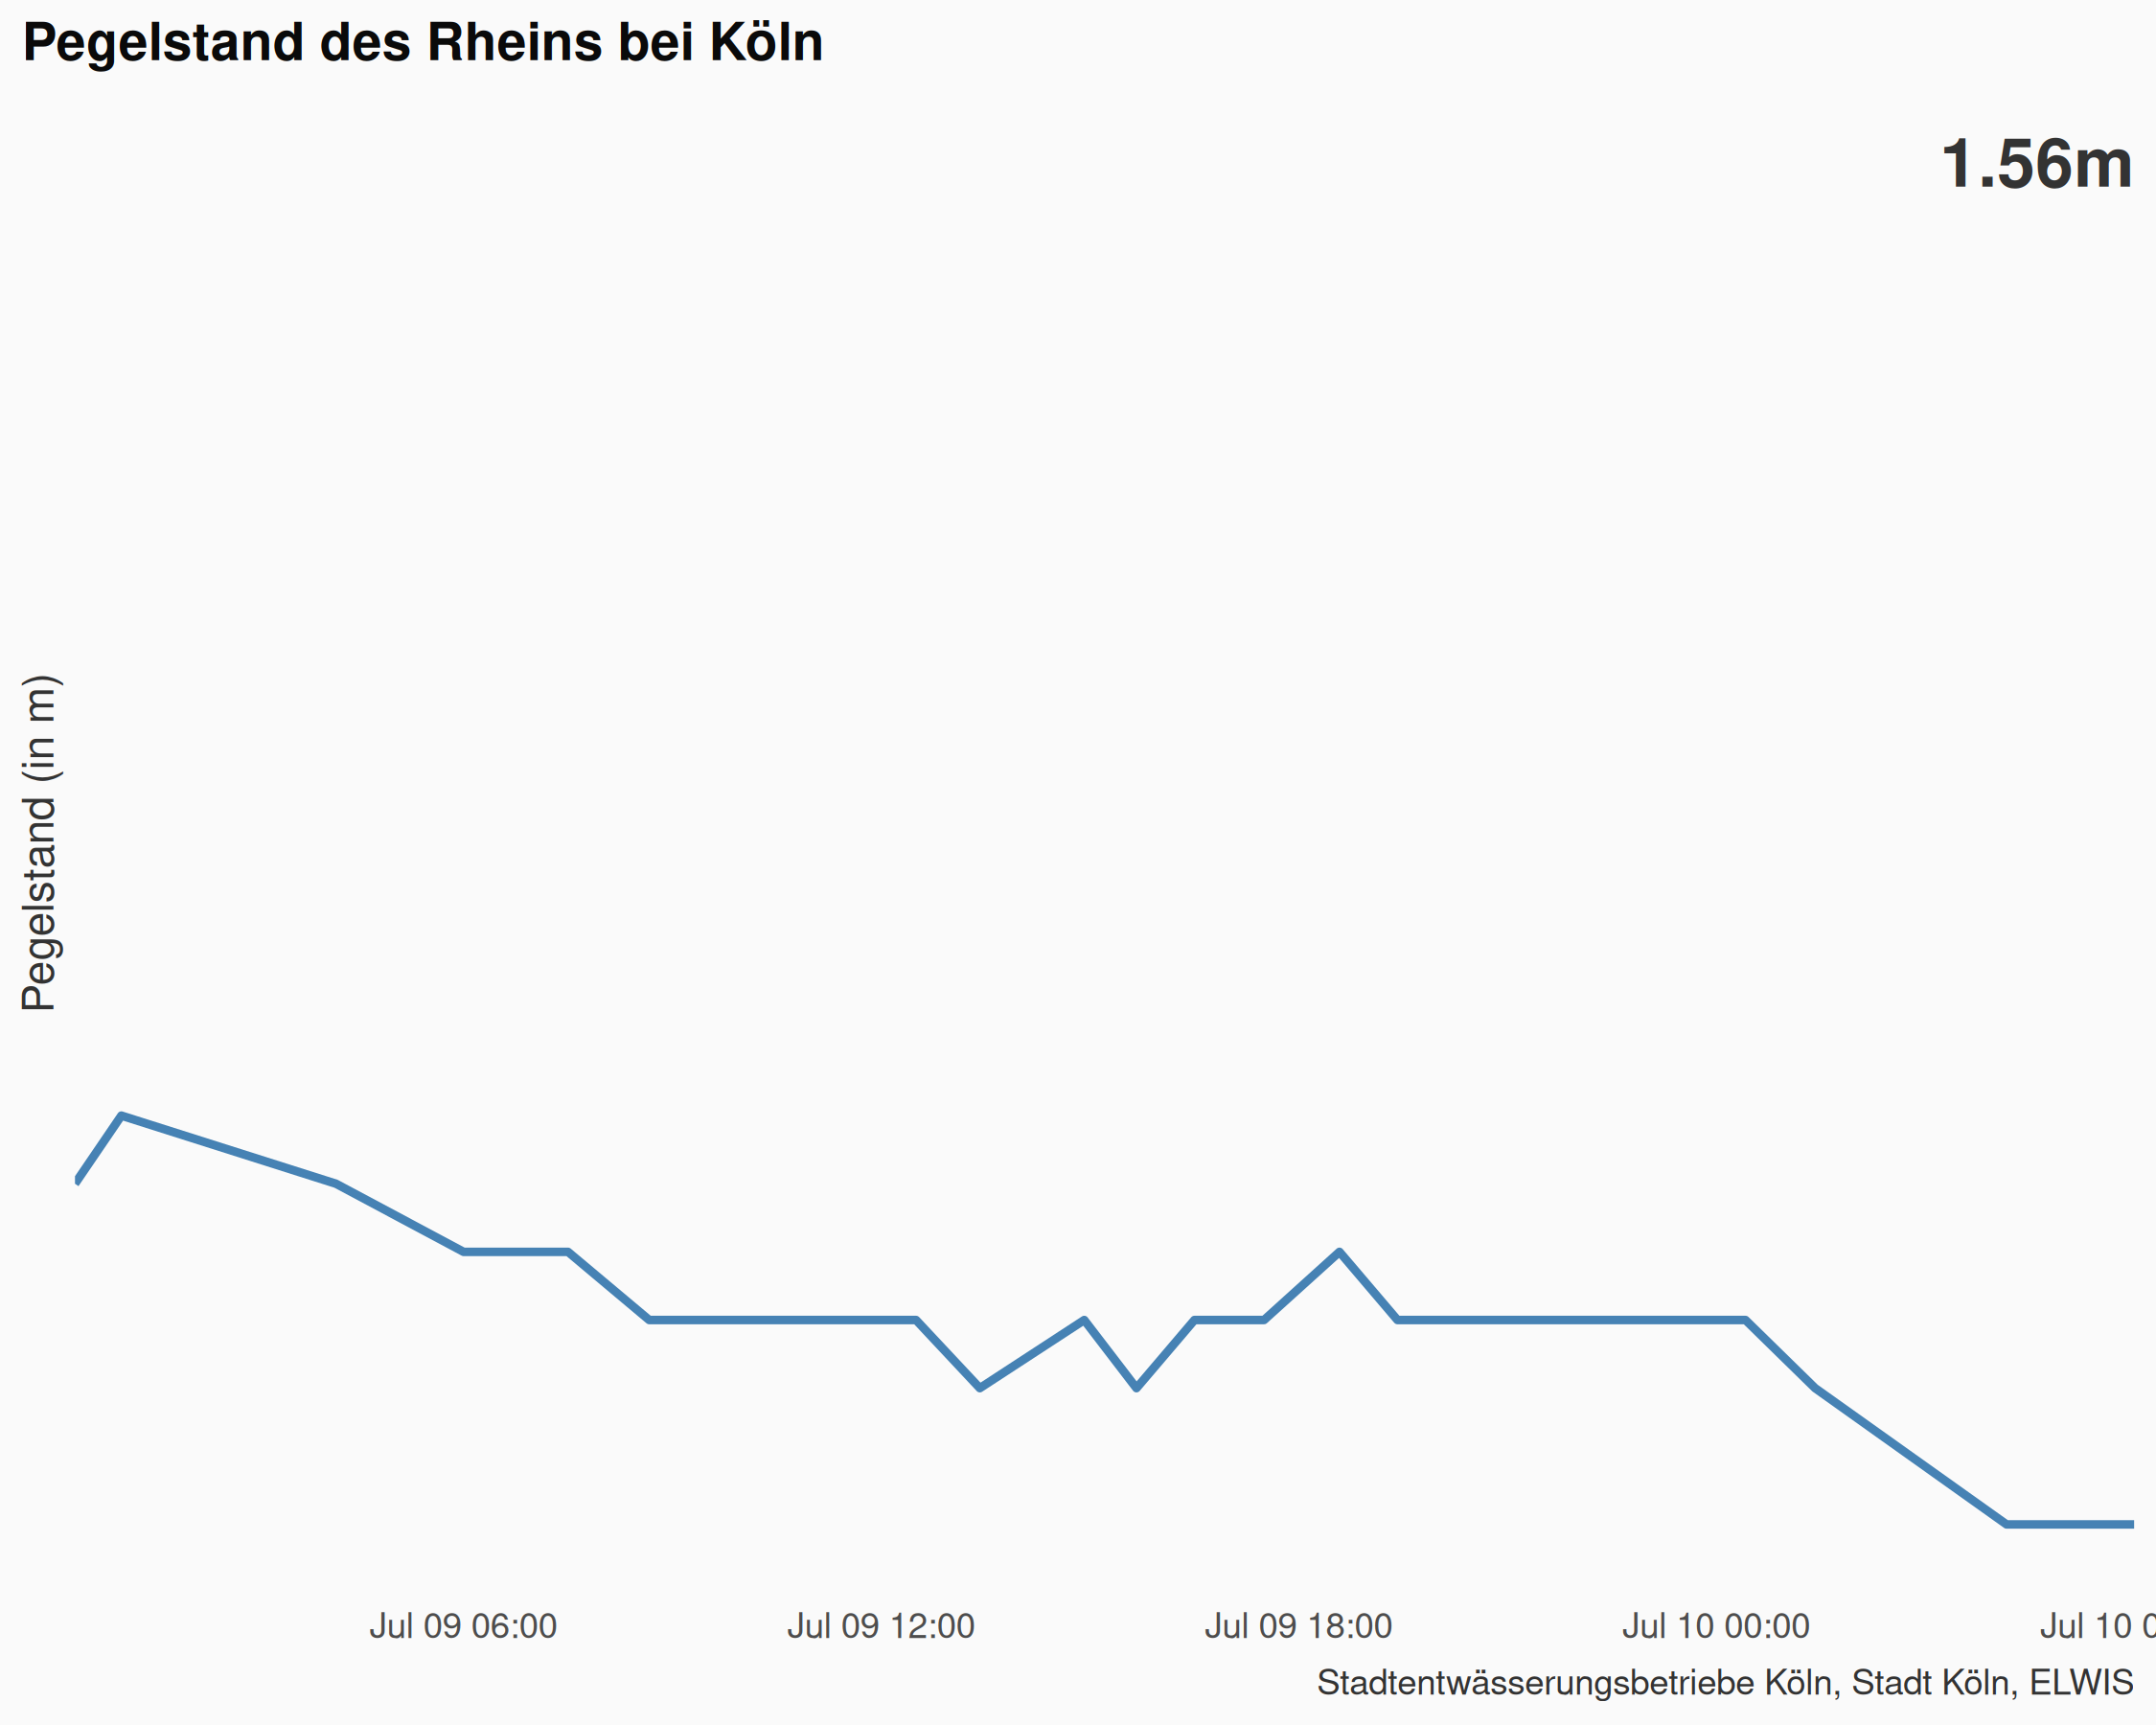 Pegelstand des Rheins bei Köln
1.56m
Pegelstand (in m)
Jul 09 06:00
Jul 09 12:00
Jul 09 18:00
Jul 10 00:00
Jul 10 0
Stadtentwässerungsbetriebe Köln, Stadt Köln, ELWIS